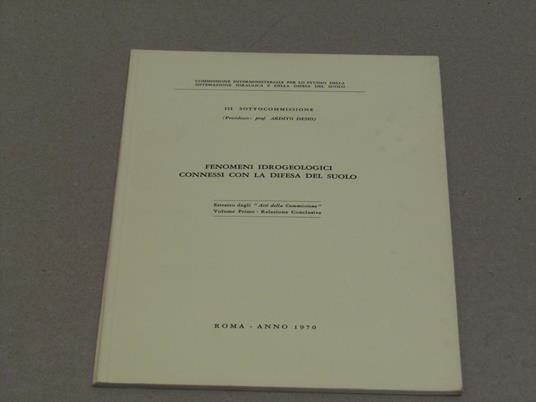 COMMISSIONE INTERMINISTERIALE PER LO STUDIO DELLA
SISTEMAZIONE IDRAULICA E DELLA DIFESA DEL SUOLO
III SOTTOCOMMISSIONE
(Presidente: prof. ARDITO DESIO)
FENOMENI IDROGEOLOGICI
CONNESSI CON LA DIFESA DEL SUOLO
Estratto dagli "Atti della Commissione"
Volume Primo - Relazione Conclusiva
ROMA - ANNO 1970